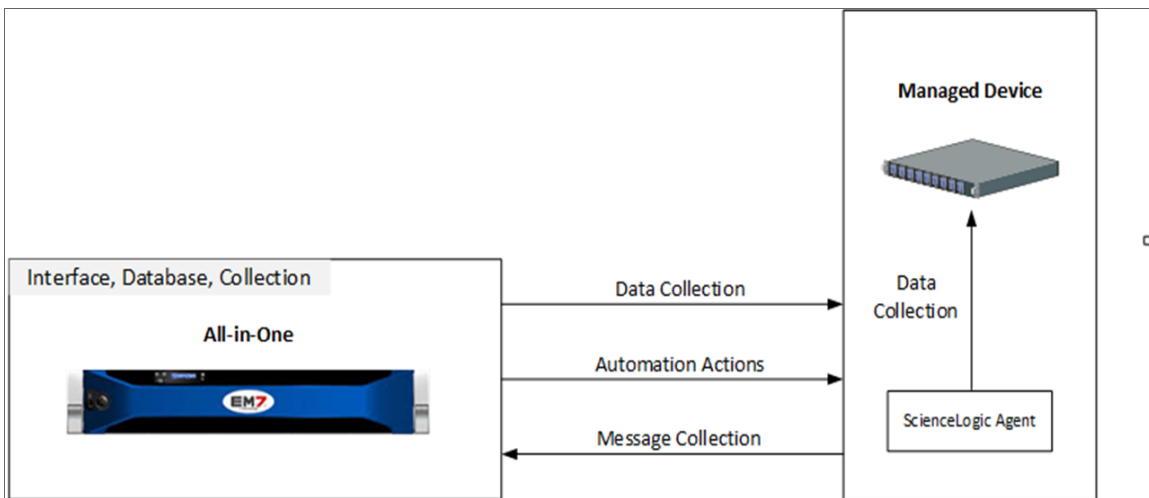 Managed Device
Interface, Database, Collection
All-in-One
EM7
Data Collection
Automation Actions
Message Collection
Data
Collection
ScienceLogic Agent